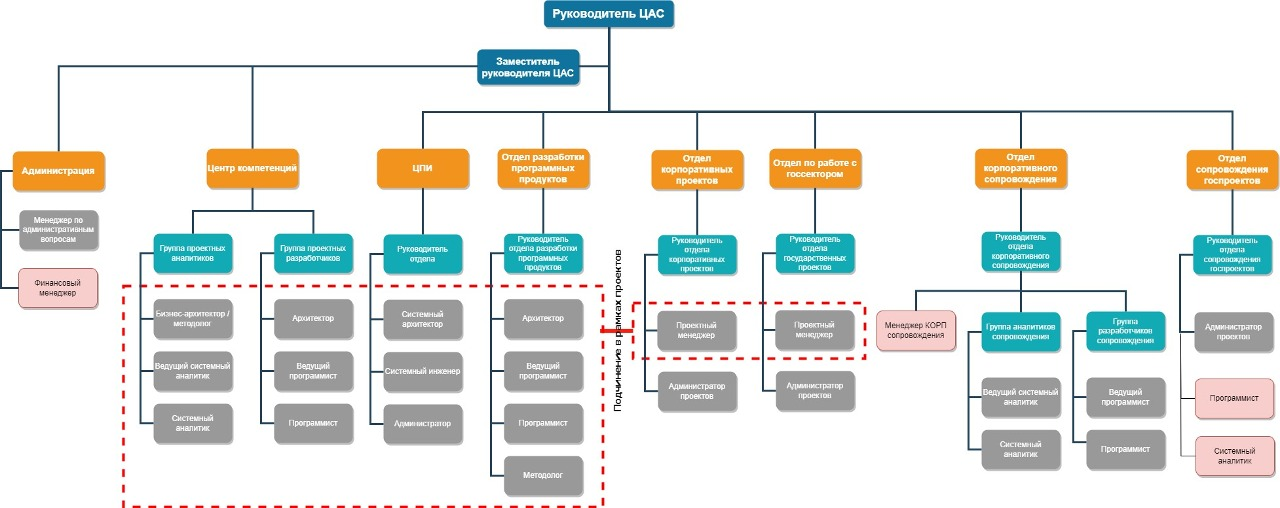 Руководитель ЦАС
Заместитель
руководителя ЦАС
Администрация
Центр компетенций
ЦПИ
Отдел разработки
программных
продуктов
Отдел
корпоративных
проектов
Отдел по работе с
госсектором
Отдел
корпоративного
сопровождения
Отдел
сопровождения
госпроектов
Менеджер по
административным
вопросам
Финансовый
менеджер
Группа проектных
аналитиков
Бизнес-архитектор /
методолог
Ведущий системный
аналитик
Системный
аналитик
Группа проектных
разработчиков
Архитектор
Ведущий
программист
Программист
Руководитель
отдела
Системный
архитектор
Системный инженер
Администратор
Руководитель
отдела разработки
программных
продуктов
Архитектор
Ведущий
программист
Программист
Методолог
Подчинение в рамках проектов
Руководитель
отдела
корпоративных
проектов
Проектный
менеджер
Администратор
проектов
Руководитель
отдела
государственных
проектов
Проектный
менеджер
Администратор
проектов
Руководитель
отдела
корпоративного
сопровождения
Менеджер КОРП
сопровождения
Группа аналитиков
сопровождения
Ведущий системный
аналитик
Системный
аналитик
Группа
разработчиков
сопровождения
Ведущий
программист
Программист
Руководитель
отдела
сопровождения
госпроектов
Администратор
проектов
Программист
Системный
аналитик